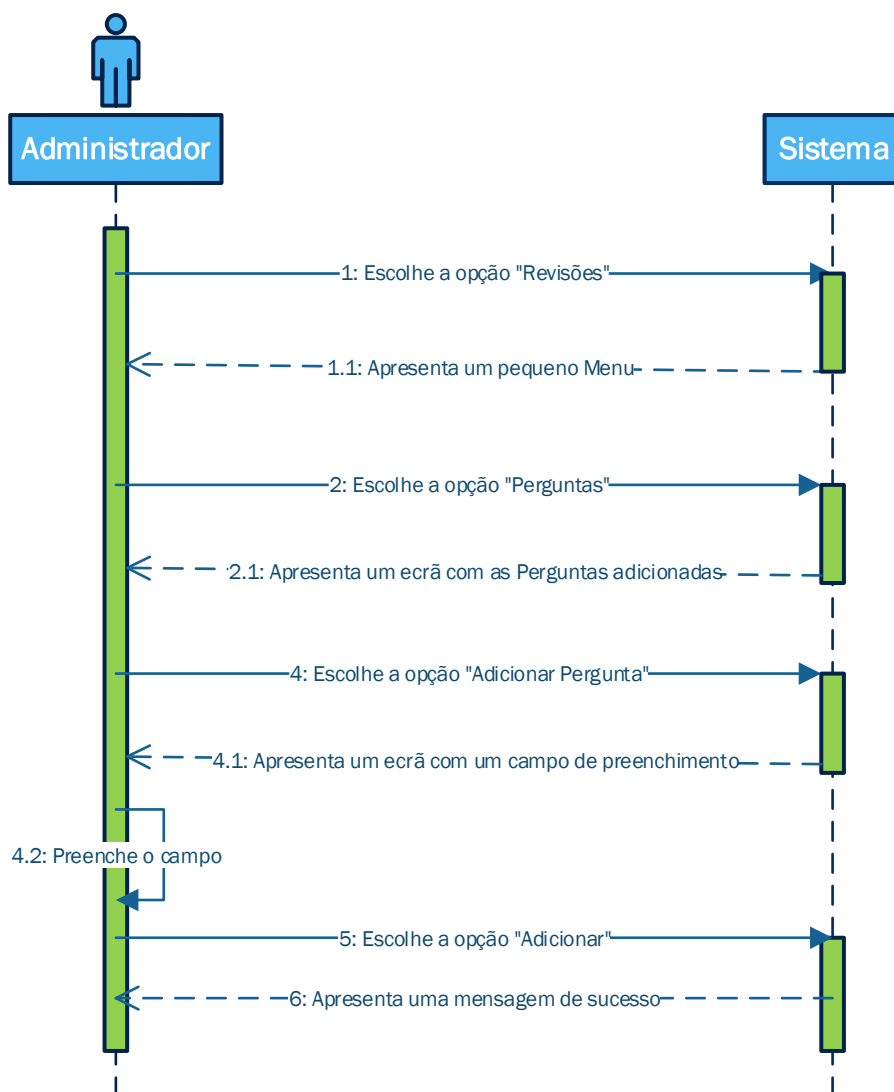 Administrador
Sistema
1: Escolhe a opção "Revisões"
1.1: Apresenta um pequeno Menu
2: Escolhe a opção "Perguntas"
2.1: Apresenta um ecrã com as Perguntas adicionadas
4: Escolhe a opção "Adicionar Pergunta"
4.1: Apresenta um ecrã com um campo de preenchimento
4.2: Preenche o campo
5: Escolhe a opção "Adicionar"
6: Apresenta uma mensagem de sucesso